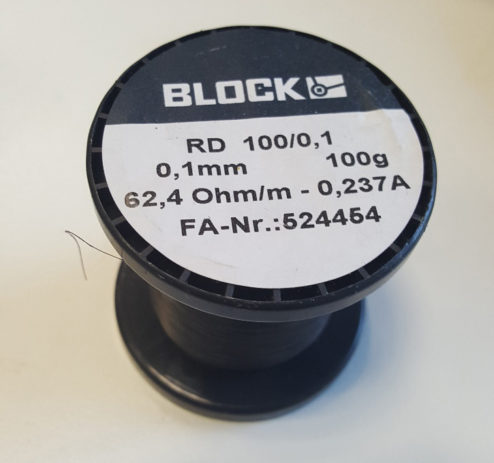 BLOCK
RD 100/0,1
0,1mm 100g
62,4 Ohm/m - 0,237A
FA-Nr.:524454